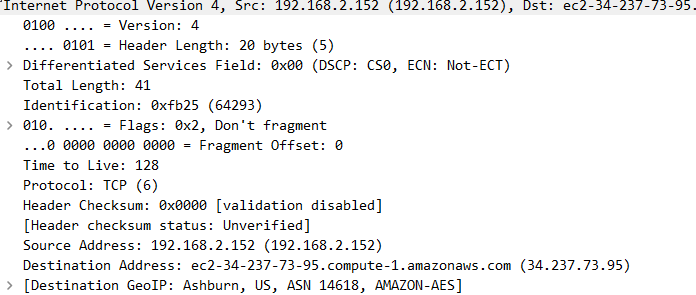 Internet Protocol Version 4, Src: 192.168.2.152 (192.168.2.152), Dst: ec2-34-237-73-95.
0100 .... = Version: 4
.... 0101 = Header Length: 20 bytes (5)
> Differentiated Services Field: 0x00 (DSCP: CS0, ECN: Not-ECT)
Total Length: 41
Identification: 0xfb25 (64293)
> 010. .... = Flags: 0x2, Don't fragment
...0 0000 0000 0000 = Fragment Offset: 0
Time to Live: 128
Protocol: TCP (6)
Header Checksum: 0x0000 [validation disabled]
[Header checksum status: Unverified]
Source Address: 192.168.2.152 (192.168.2.152)
Destination Address: ec2-34-237-73-95.compute-1.amazonaws.com (34.237.73.95)
> [Destination GeoIP: Ashburn, US, ASN 14618, AMAZON-AES]